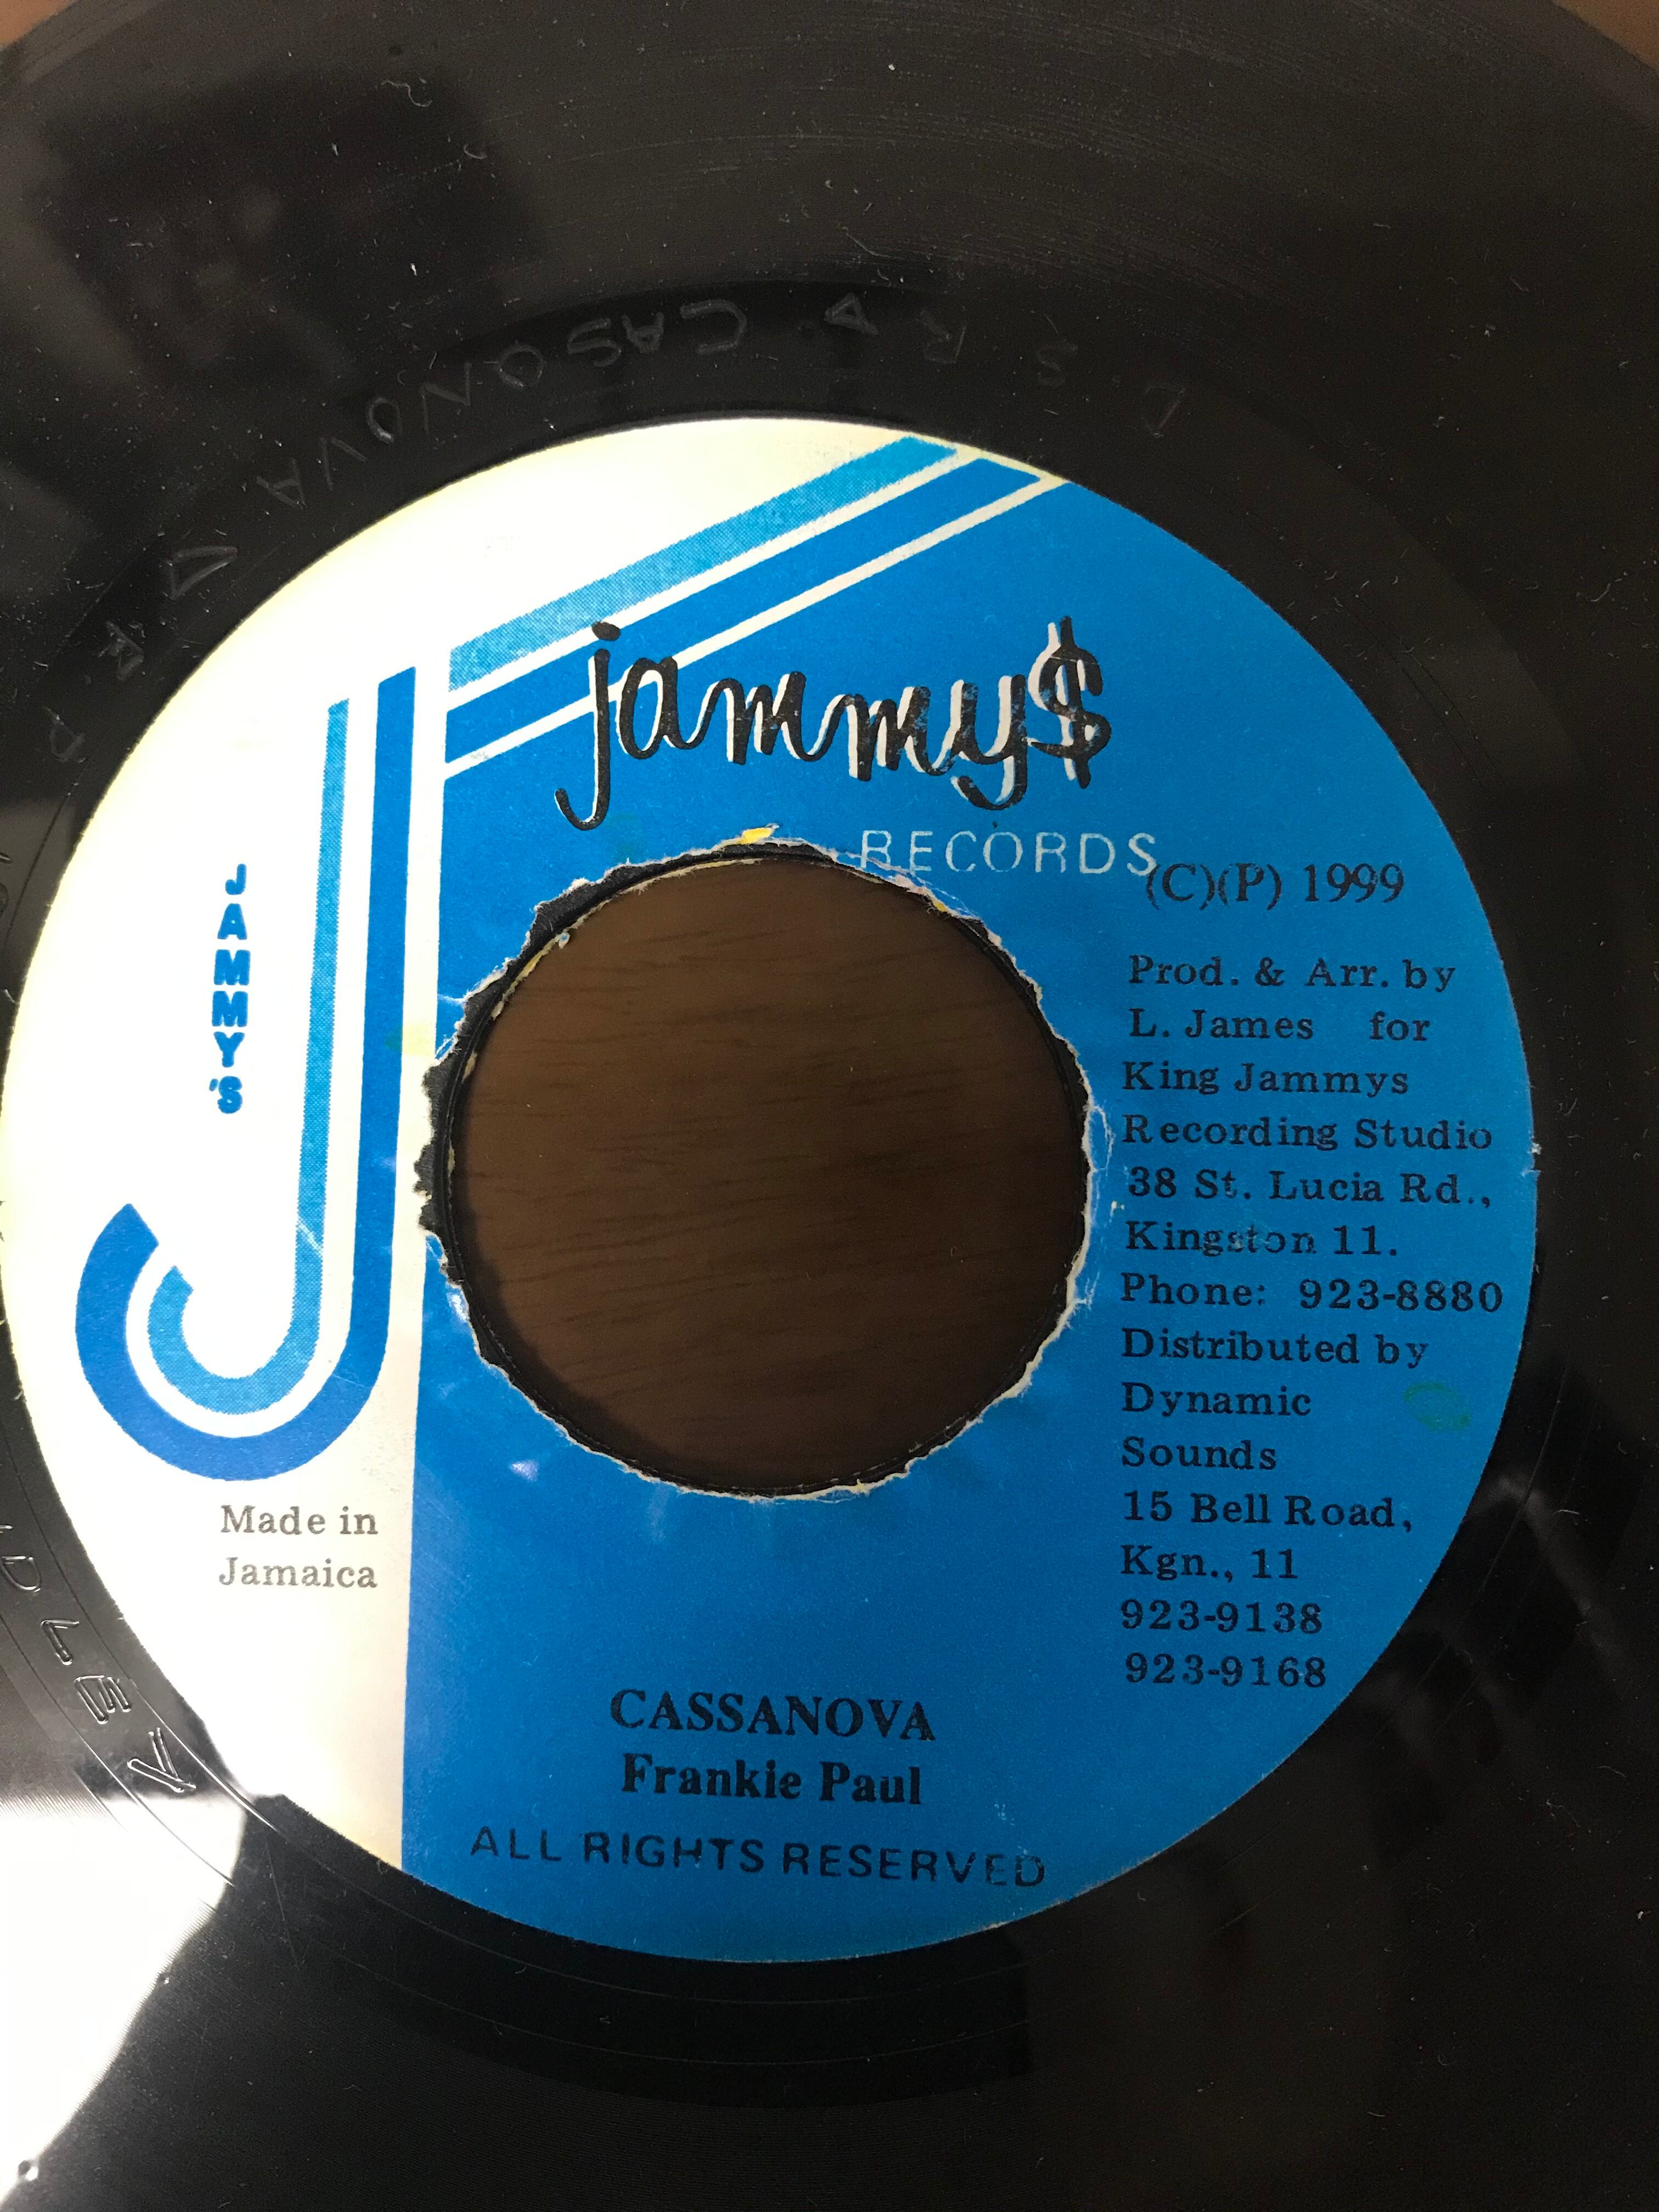 jammy$
RECORDS
(C)(P) 1999
JAMMY'S
Prod. & Arr. by
L. James for
King Jammys
Recording Studio
38 St. Lucia Rd.,
Kingston 11.
Phone: 923-8880
Distributed by
Dynamic
Sounds
15 Bell Road,
Kgn., 11
923-9138
923-9168
Made in
Jamaica
CASSANOVA
Frankie Paul
ALL RIGHTS RESERVED
CASONOVA